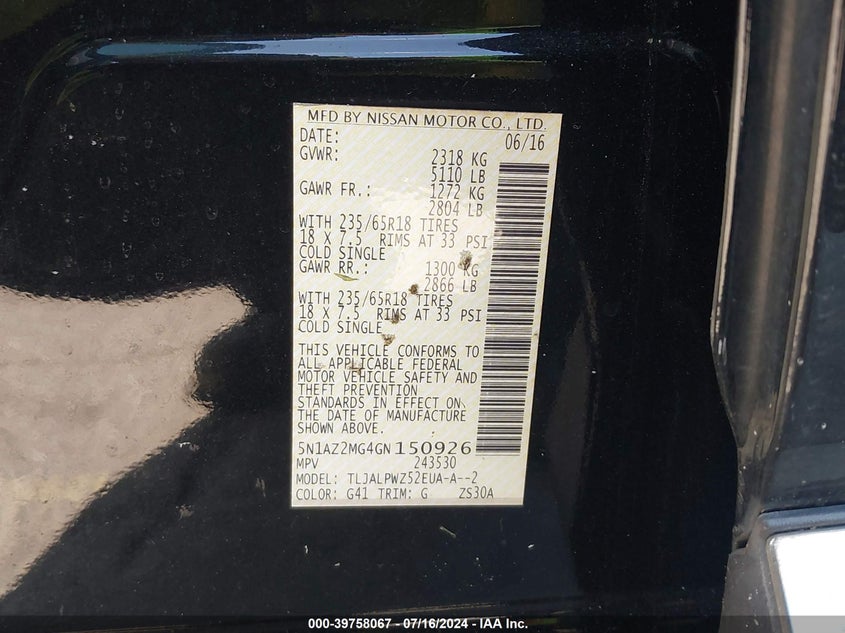 MFD BY NISSAN MOTOR CO., LTD.
DATE: 06/16
GVWR: 2318 KG
5110 LB
GAWR FR.: 1272 KG
2804 LB
WITH 235/65R18 TIRES
18 X 7.5 RIMS AT 33 PSI
COLD SINGLE
GAWR RR.: 1300 KG
2866 LB
WITH 235/65R18 TIRES
18 X 7.5 RIMS AT 33 PSI
COLD SINGLE
THIS VEHICLE CONFORMS TO
ALL APPLICABLE FEDERAL
MOTOR VEHICLE SAFETY AND
THEFT PREVENTION
STANDARDS IN EFFECT ON
THE DATE OF MANUFACTURE
SHOWN ABOVE.
5N1AZ2MG4GN150926
MPV 243530
MODEL: TLJALPWZ52EUA-A--2
COLOR: G41 TRIM: G ZS30A
000-39758067 - 07/16/2024 - IAA Inc.